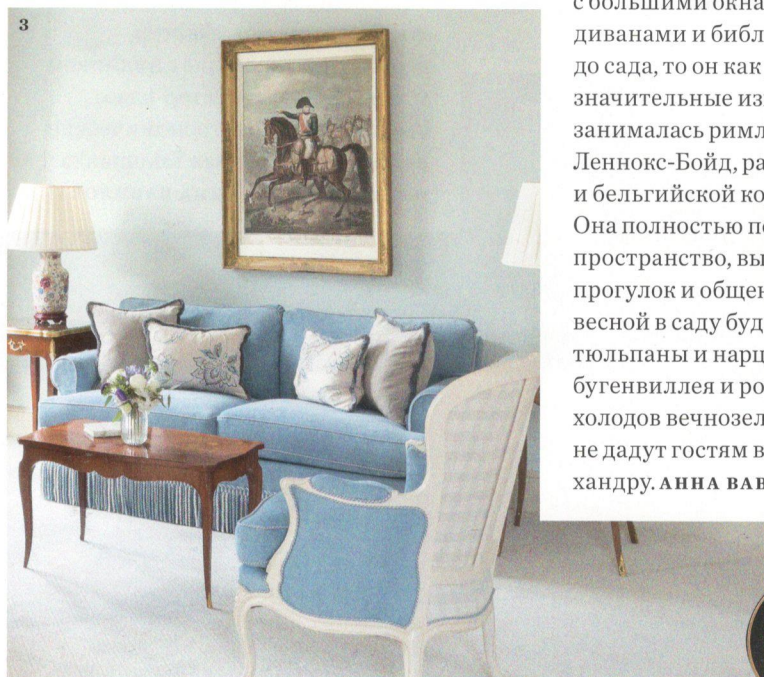 3
с большими окна
диванами и библ
до сада, то он как
значительные из
занималась римл
Леннокс-Бойд, ра
и бельгийской ко
Она полностью по
пространство, вы
прогулок и общен
весной в саду буд
тюльпаны и нарц
бугенвиллея и ро
холодов вечнозел
не дадут гостям в
хандру. АННА ВАВ